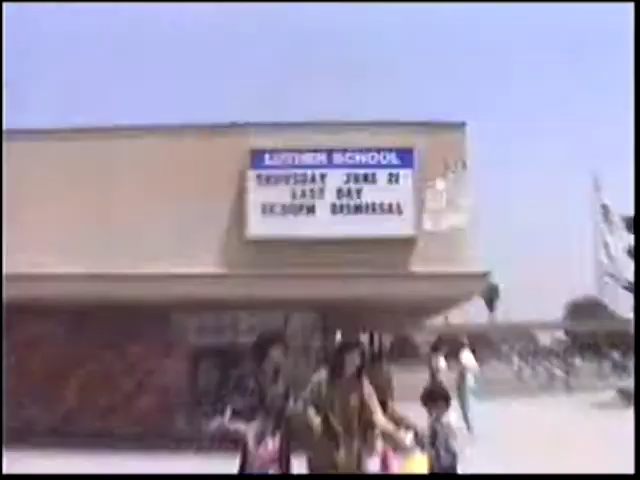 LUTHER SCHOOL
THURSDAY JUNE 21
LAST DAY
DISMISSAL